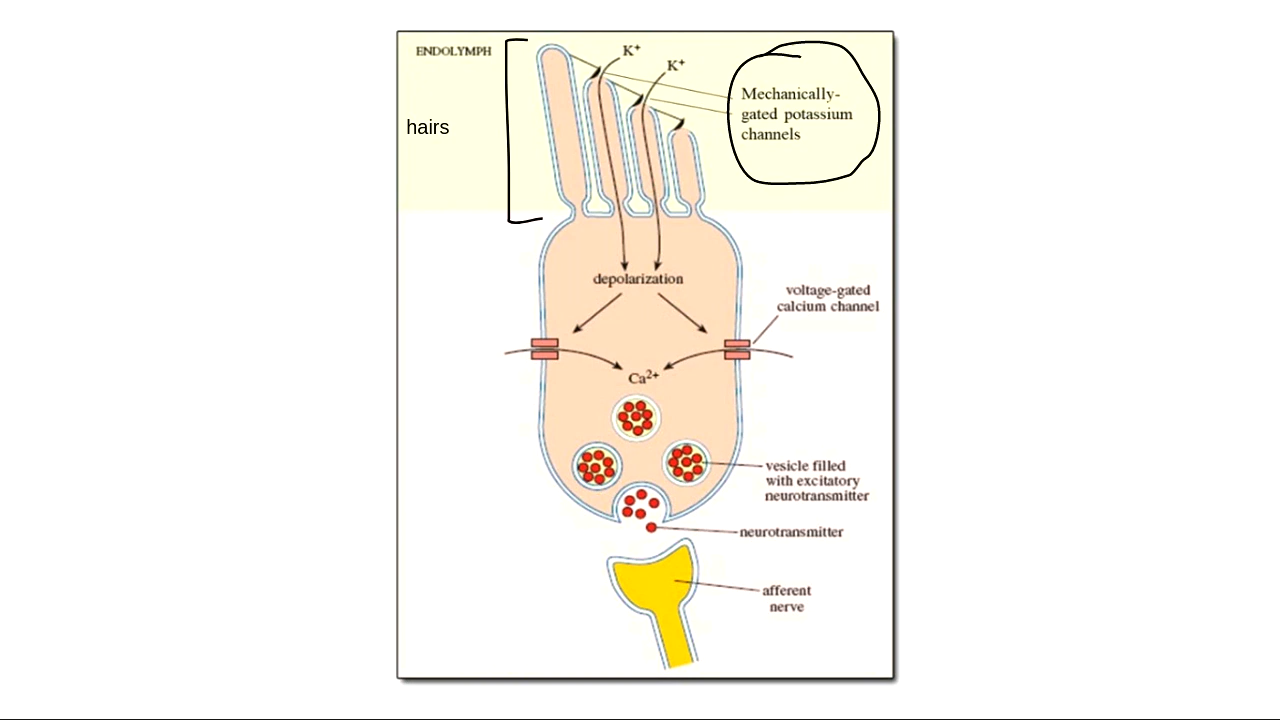 ENDOLYMPH
K+
K+
hairs
Mechanically-
gated potassium
channels
depolarization
voltage-gated
calcium channel
Ca2+
vesicle filled
with excitatory
neurotransmitter
neurotransmitter
afferent
nerve